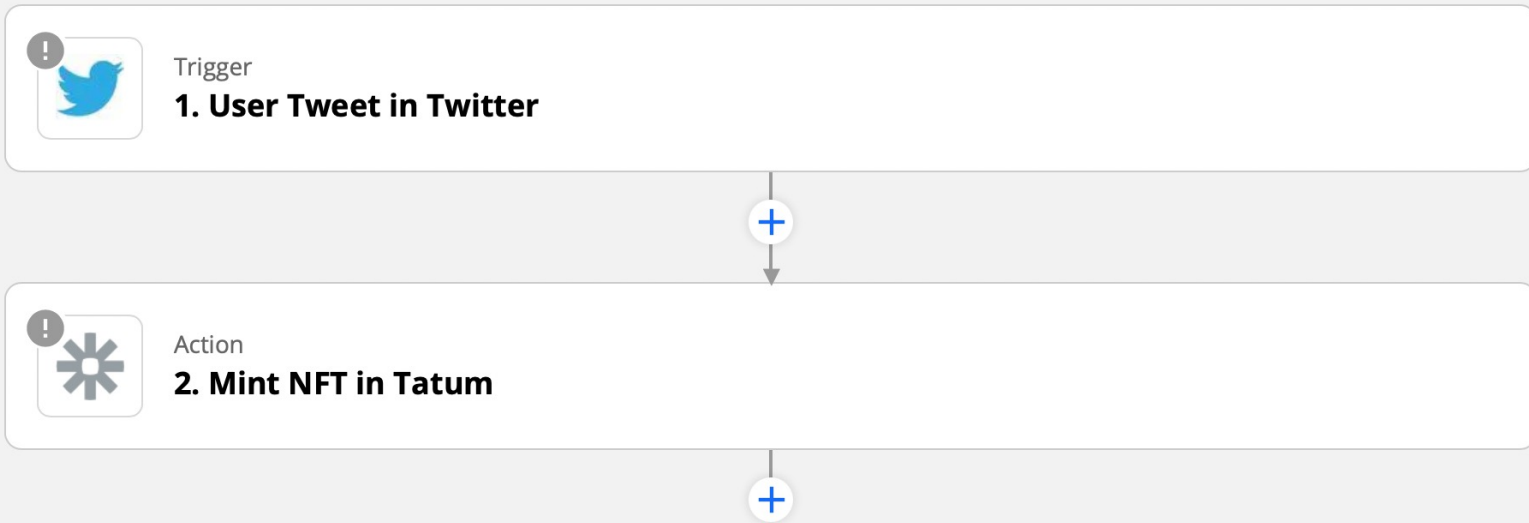 !
Trigger
1. User Tweet in Twitter
!
Action
2. Mint NFT in Tatum